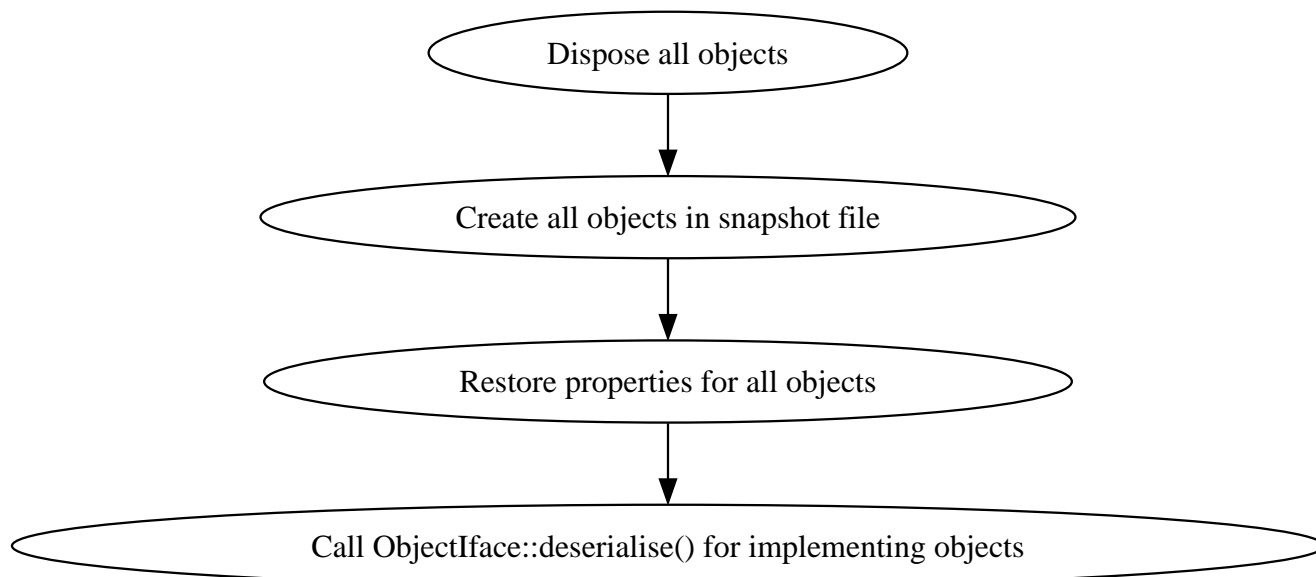 Dispose all objects
Create all objects in snapshot file
Restore properties for all objects
Call ObjectIface::deserialise() for implementing objects